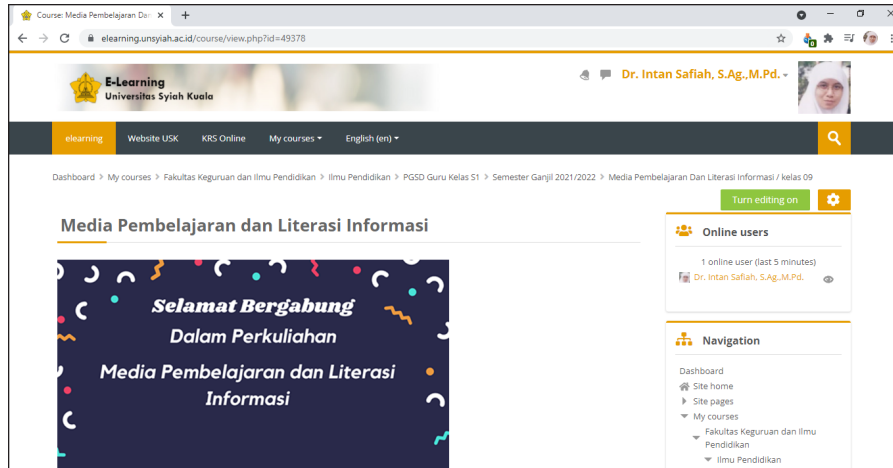 Course: Media Pembelajaran Dan
elearning.unsyiah.ac.id/course/view.php?id=49378
E-Learning
Universitas Syiah Kuala
Dr. Intan Safiah, S.Ag.,M.Pd.
elearning Website USK KRS Online My courses English (en)
Dashboard > My courses > Fakultas Keguruan dan Ilmu Pendidikan > Ilmu Pendidikan > PGSD Guru Kelas S1 > Semester Ganjil 2021/2022 > Media Pembelajaran Dan Literasi Informasi / kelas 09
Turn editing on
Media Pembelajaran dan Literasi Informasi
Selamat Bergabung
Dalam Perkuliahan
Media Pembelajaran dan Literasi
Informasi
Online users
1 online user (last 5 minutes)
Dr. Intan Safiah, S.Ag.,M.Pd.
Navigation
Dashboard
Site home
Site pages
My courses
Fakultas Keguruan dan Ilmu
Pendidikan
Ilmu Pendidikan